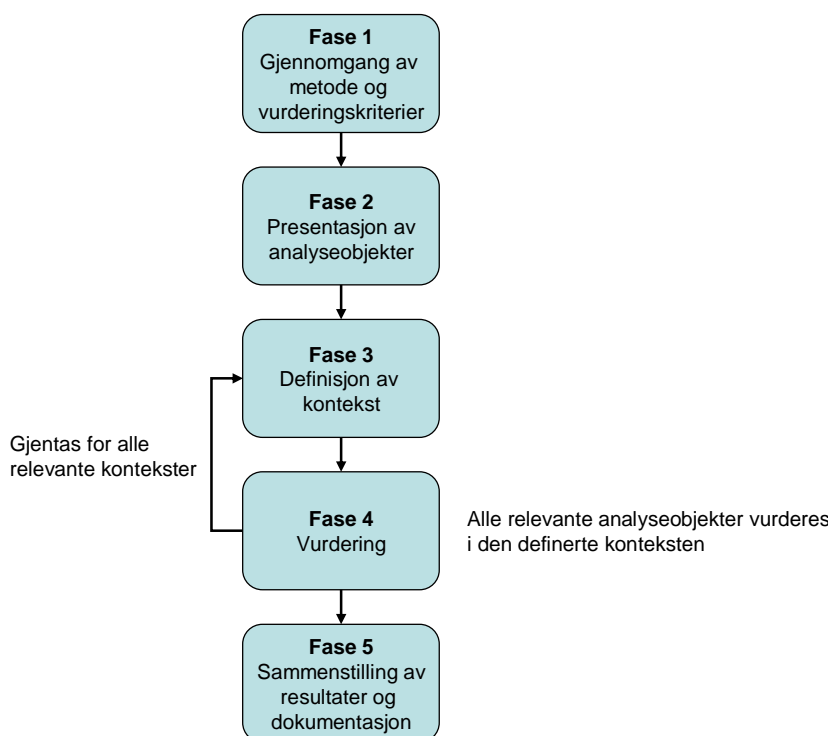 Fase 1
Gjennomgang av
metode og
vurderingskriterier
Fase 2
Presentasjon av
analyseobjekter
Fase 3
Definisjon av
kontekst
Gjentas for alle
relevante kontekster
Fase 4
Vurdering
Alle relevante analyseobjekter vurderes
i den definerte konteksten
Fase 5
Sammenstilling av
resultater og
dokumentasjon